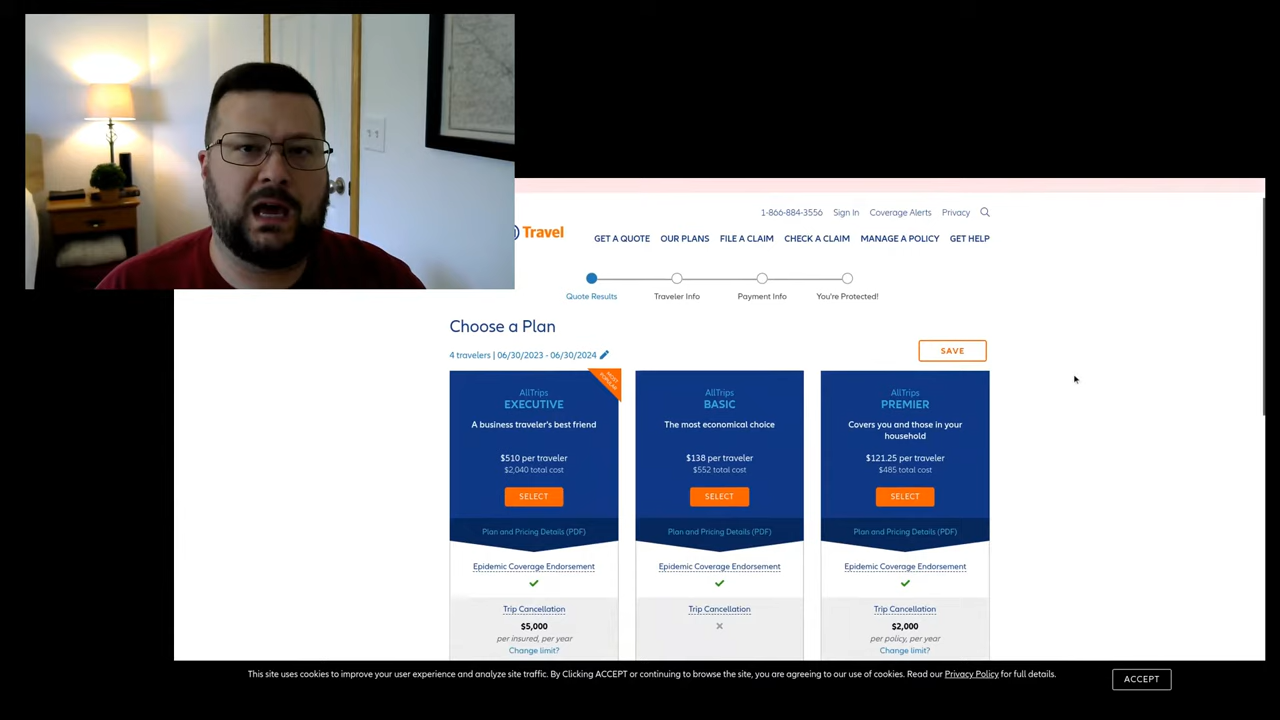 1-866-884-3556 Sign In Coverage Alerts Privacy
Travel
GET A QUOTE OUR PLANS FILE A CLAIM CHECK A CLAIM MANAGE A POLICY GET HELP
Quote Results Traveler Info Payment Info You're Protected!
Choose a Plan
4 travelers | 06/30/2023 - 06/30/2024
SAVE
MOST POPULAR
AllTrips
EXECUTIVE
A business traveler's best friend
$510 per traveler
$2,040 total cost
SELECT
Plan and Pricing Details (PDF)
Epidemic Coverage Endorsement
Trip Cancellation
$5,000
per insured, per year
Change limit?
AllTrips
BASIC
The most economical choice
$138 per traveler
$552 total cost
SELECT
Plan and Pricing Details (PDF)
Epidemic Coverage Endorsement
Trip Cancellation
AllTrips
PREMIER
Covers you and those in your
household
$121.25 per traveler
$485 total cost
SELECT
Plan and Pricing Details (PDF)
Epidemic Coverage Endorsement
Trip Cancellation
$2,000
per policy, per year
Change limit?
This site uses cookies to improve your user experience and analyze site traffic. By Clicking ACCEPT or continuing to browse the site, you are agreeing to our use of cookies. Read our Privacy Policy for full details.
ACCEPT